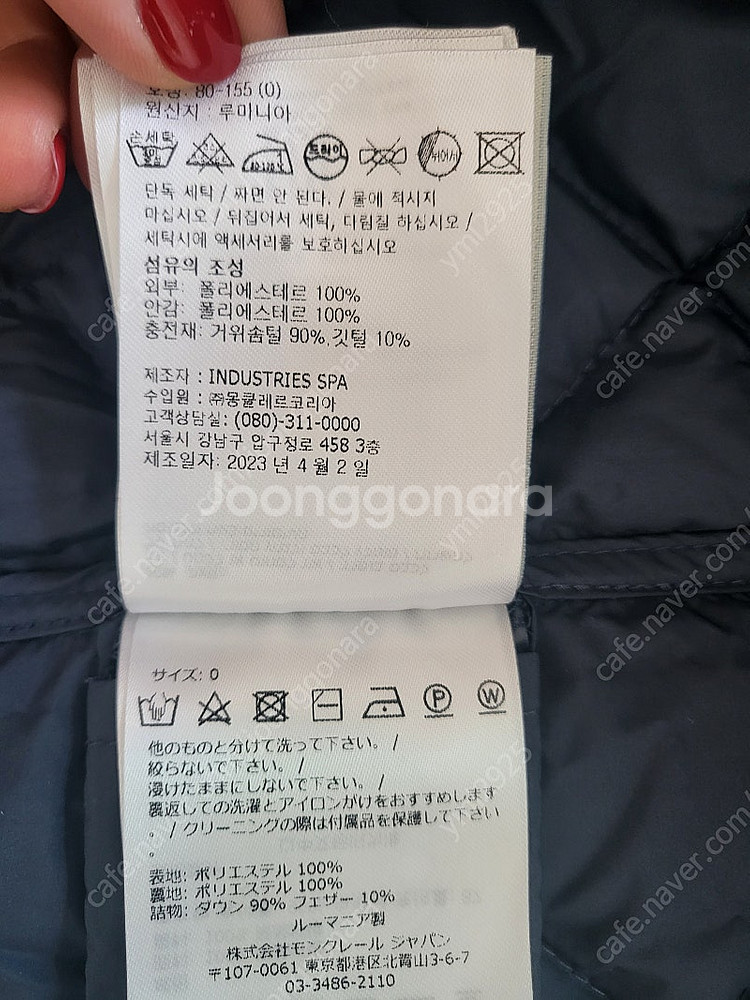 호칭: 80-155 (0)
원산지 : 루미니아
손세탁
중성
80-120℃
드라이
뉘어서
단독 세탁 / 짜면 안 된다. / 물에 적시지
마십시오 / 뒤집어서 세탁, 다림질 하십시오 /
세탁시에 액세서리를 보호하십시오
섬유의 조성
외부: 폴리에스테르 100%
안감: 폴리에스테르 100%
충전재: 거위솜털 90%,깃털 10%
제조자 : INDUSTRIES SPA
수입원 : ㈜몽클레르코리아
고객상담실: (080)-311-0000
서울시 강남구 압구정로 458 3층
제조일자: 2023 년 4 월 2 일
Joonggonara
サイズ: 0
P
W
他のものと分けて洗って下さい。 /
絞らないで下さい。 /
浸けたままにしないで下さい。 /
裏返しての洗濯とアイロンがけをおすすめします
。 / クリーニングの際は付属品を保護して下さい
。
表地: ポリエステル 100%
裏地: ポリエステル 100%
詰物: ダウン 90% フェザー 10%
ルーマニア製
株式会社モンクレール ジャパン
〒107-0061 東京都港区北青山3-6-7
03-3486-2110
cafe.naver.com/
joonggonara
yml2925